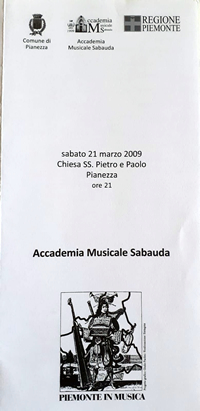 Comune di
Pianezza
Accademia
Musicale Sabauda
REGIONE
PIEMONTE
sabato 21 marzo 2009
Chiesa SS. Pietro e Paolo
Pianezza
ore 21
Accademia Musicale Sabauda
PIEMONTE IN MUSICA